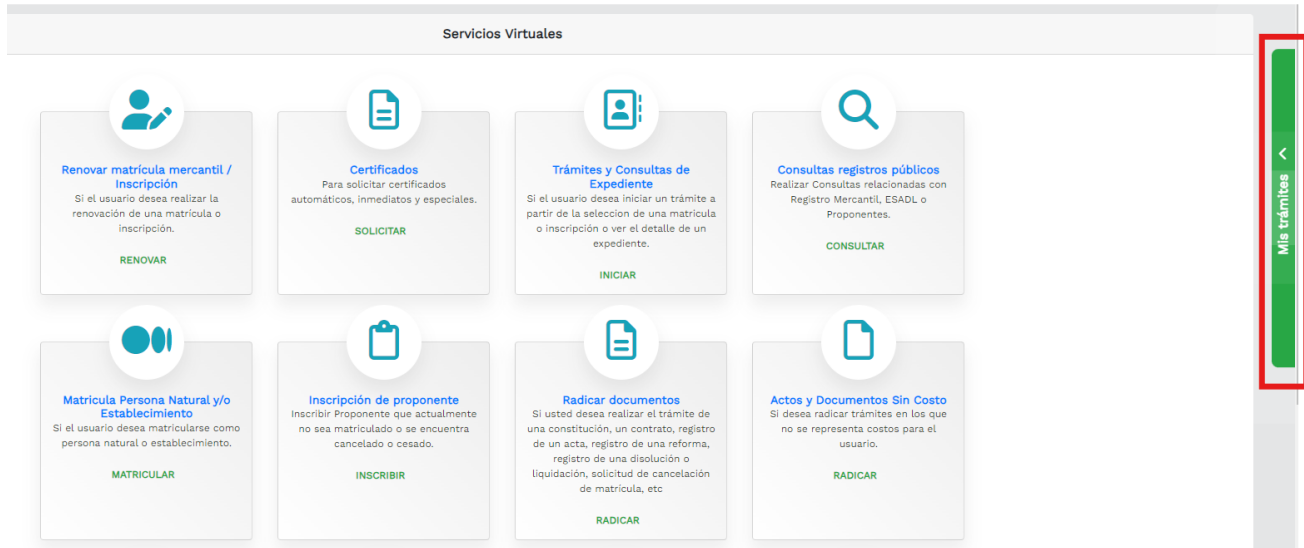 Servicios Virtuales
Renovar matrícula mercantil /
Inscripción
Si el usuario desea realizar la
renovación de una matrícula o
inscripción.
RENOVAR
Certificados
Para solicitar certificados
automáticos, inmediatos y especiales.
SOLICITAR
Trámites y Consultas de
Expediente
Si el usuario desea iniciar un trámite a
partir de la seleccion de una matricula
o inscripción o ver el detalle de un
expediente.
INICIAR
Consultas registros públicos
Realizar Consultas relacionadas con
Registro Mercantil, ESADL o
Proponentes.
CONSULTAR
Matricula Persona Natural y/o
Establecimiento
Si el usuario desea matricularse como
persona natural o establecimiento.
MATRICULAR
Inscripción de proponente
Inscribir Proponente que actualmente
no sea matriculado o se encuentra
cancelado o cesado.
INSCRIBIR
Radicar documentos
Si usted desea realizar el trámite de
una constitución, un contrato, registro
de un acta, registro de una reforma,
registro de una disolución o
liquidación, solicitud de cancelación
de matrícula, etc
RADICAR
Actos y Documentos Sin Costo
Si desea radicar trámites en los que
no se representa costos para el
usuario.
RADICAR
Mis trámites